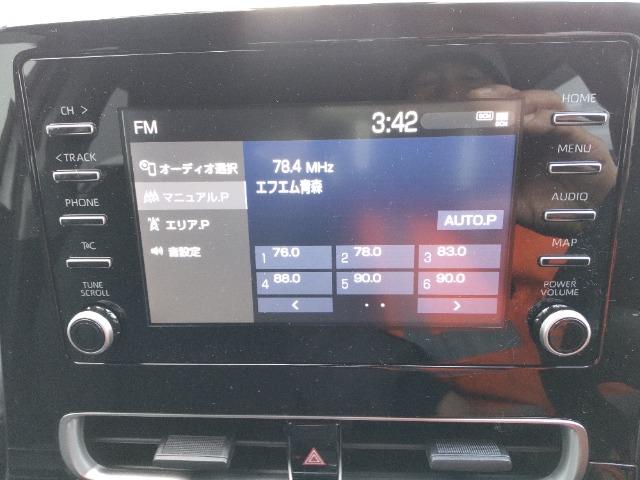 CH >
<TRACK
PHONE
TC
TUNE
SCROLL
FM
3:42
DCM
オーディオ選択
マニュアル.P
エリア.P
音設定
78.4 MHz
エフエム青森
AUTO.P
1 76.0
2 78.0
3 83.0
4 88.0
5 90.0
6 90.0
< >
HOME
MENU
AUDIO
MAP
POWER
VOLUME